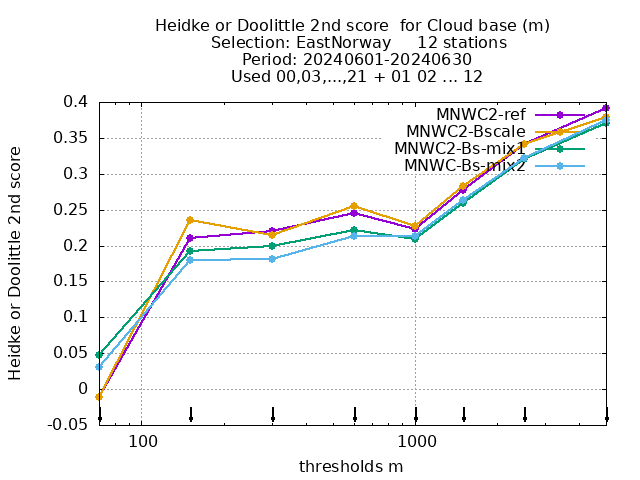 Heidke or Doolittle 2nd score  for Cloud base (m)
Selection: EastNorway     12 stations
Period: 20240601-20240630
Used 00,03,...,21 + 01 02 ... 12
Heidke or Doolittle 2nd score
0.4
0.35
0.3
0.25
0.2
0.15
0.1
0.05
0
-0.05
MNWC2-ref
MNWC2-Bscale
MNWC2-Bs-mix1
MNWC-Bs-mix2
100
1000
thresholds m